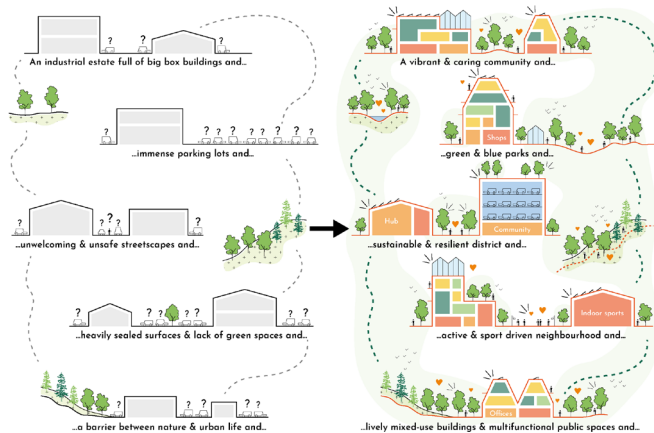 ? ? ?
An industrial estate full of big box buildings and...
? ? ? ? ? ? ? ?
...immense parking lots and...
? ? ? ?
...unwelcoming & unsafe streetscapes and...
? ? ? ? ? ?
...heavily sealed surfaces & lack of green spaces and...
? ? ? ? ?
...a barrier between nature & urban life and...
A vibrant & caring community and...
Shops
...green & blue parks and...
Hub
Community
...sustainable & resilient district and...
Indoor sports
...active & sport driven neighbourhood and...
Offices
...lively mixed-use buildings & multifunctional public spaces and...